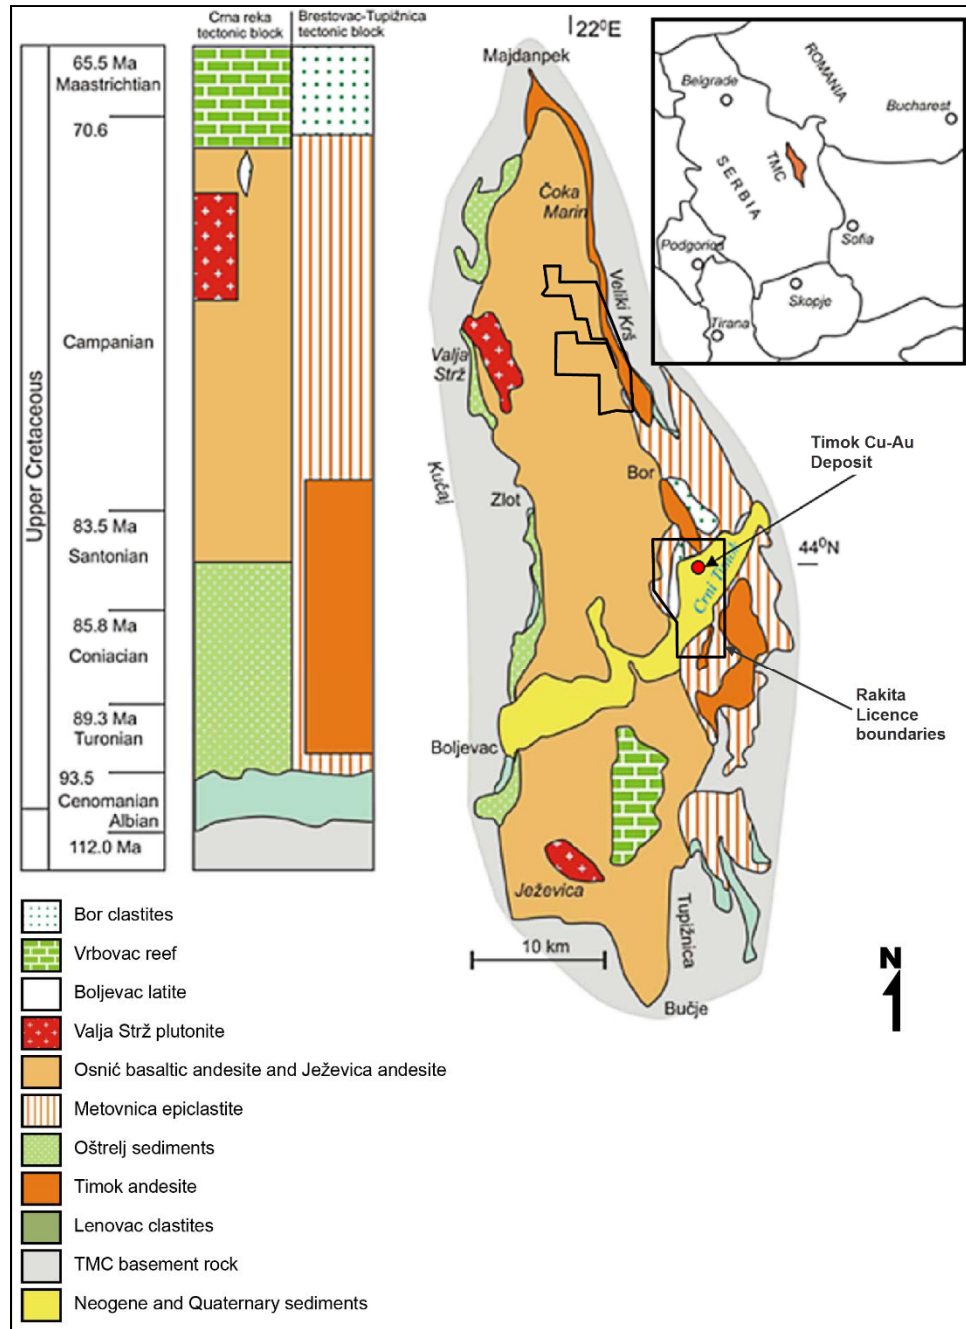 Crna reka
tectonic block
Brestovac-Tupižnica
tectonic block
Upper Cretaceous
65.5 Ma
Maastrichtian
70.6
Campanian
83.5 Ma
Santonian
85.8 Ma
Coniacian
89.3 Ma
Turonian
93.5
Cenomanian
Albian
112.0 Ma
22⁰E
Majdanpek
Čoka
Marin
Veliki Krš
Valja
Strž
Kučaj
Zlot
Bor
Crni Timok
44⁰N
Boljevac
Ježevica
Tupižnica
10 km
Bučje
Timok Cu-Au
Deposit
Rakita
Licence
boundaries
N
ROMANIA
Belgrade
Bucharest
TMC
SERBIA
Podgorica
Sofia
Skopje
Tirana
Bor clastites
Vrbovac reef
Boljevac latite
Valja Strž plutonite
Osnić basaltic andesite and Ježevica andesite
Metovnica epiclastite
Oštrelj sediments
Timok andesite
Lenovac clastites
TMC basement rock
Neogene and Quaternary sediments